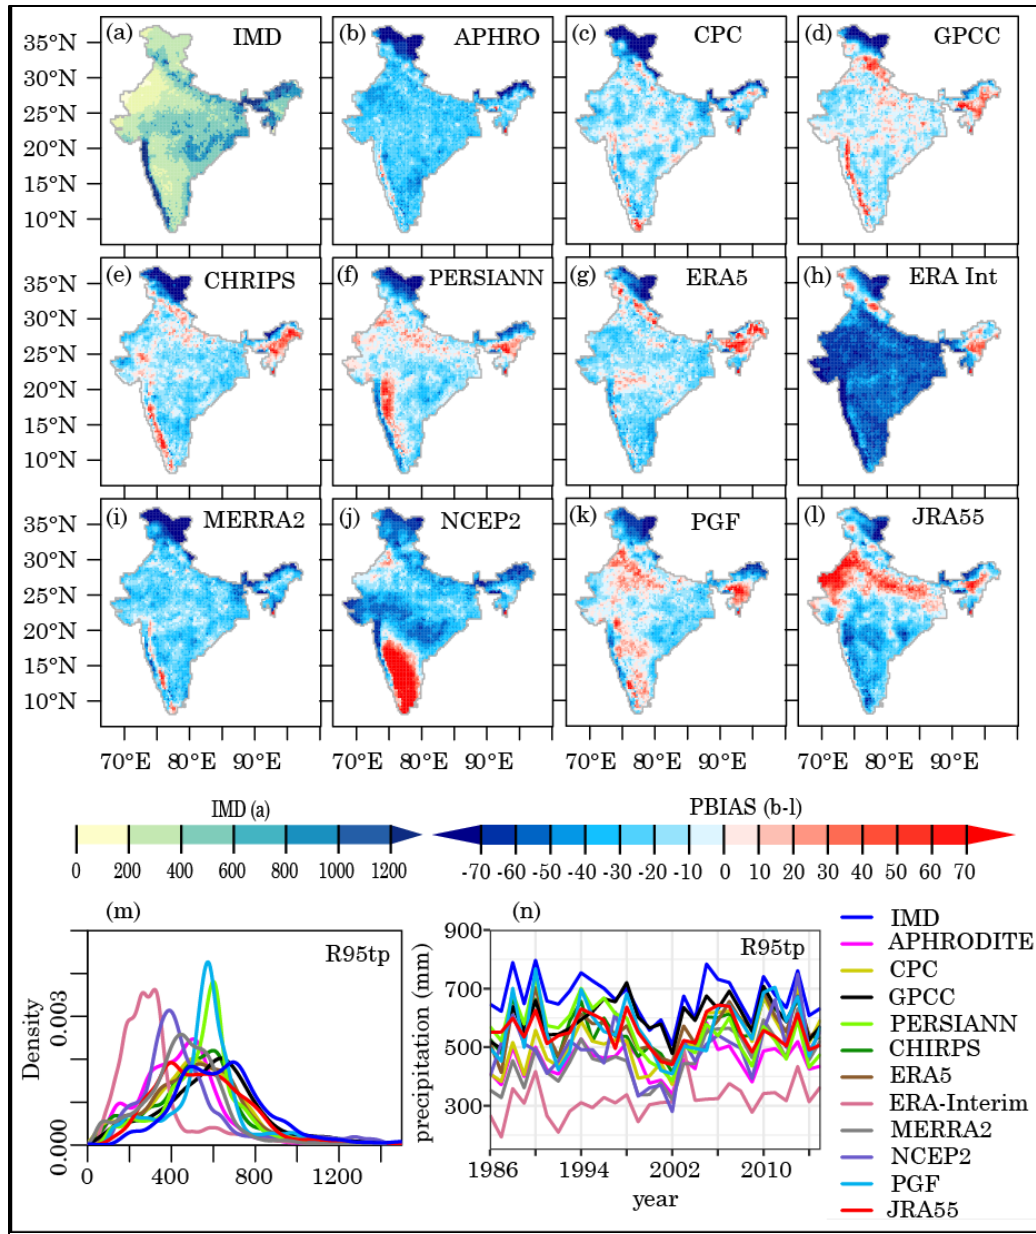 (a) IMD
(b) APHRO
(c) CPC
(d) GPCC
35°N
30°N
25°N
20°N
15°N
10°N
(e) CHRIPS
(f) PERSIANN
(g) ERA5
(h) ERA Int
35°N
30°N
25°N
20°N
15°N
10°N
(i) MERRA2
(j) NCEP2
(k) PGF
(l) JRA55
35°N
30°N
25°N
20°N
15°N
10°N
70°E 80°E 90°E 70°E 80°E 90°E 70°E 80°E 90°E 70°E 80°E 90°E
IMD (a)
0 200 400 600 800 1000 1200
PBIAS (b-l)
-70 -60 -50 -40 -30 -20 -10 0 10 20 30 40 50 60 70
(m)
R95tp
Density
0.003
0.000
0 400 800 1200
(n)
R95tp
precipitation (mm)
900
700
500
300
1986 1994 2002 2010
year
IMD
APHRODITE
CPC
GPCC
PERSIANN
CHIRPS
ERA5
ERA-Interim
MERRA2
NCEP2
PGF
JRA55